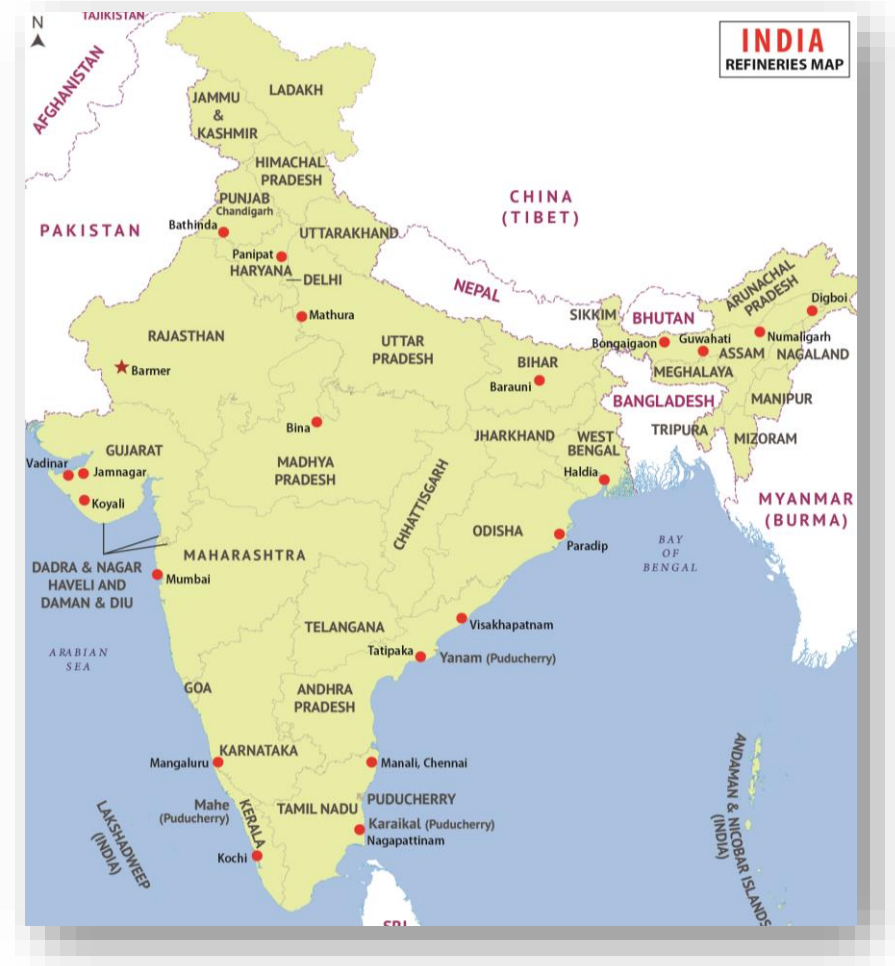 N
TAJIKISTAN
INDIA
REFINERIES MAP
AFGHANISTAN
LADAKH
JAMMU
&
KASHMIR
HIMACHAL
PRADESH
PUNJAB
Chandigarh
CHINA
(TIBET)
PAKISTAN
Bathinda
UTTARAKHAND
Panipat
HARYANA
DELHI
NEPAL
ARUNACHAL
PRADESH
Digboi
SIKKIM
BHUTAN
Mathura
RAJASTHAN
UTTAR
PRADESH
Bongaigaon
Guwahati
Numaligarh
ASSAM
NAGALAND
BIHAR
MEGHALAYA
Barmer
Barauni
BANGLADESH
MANIPUR
Bina
JHARKHAND
WEST
BENGAL
TRIPURA
MIZORAM
GUJARAT
Vadinar
Jamnagar
MADHYA
PRADESH
Haldia
Koyali
CHHATTISGARH
MYANMAR
(BURMA)
ODISHA
Paradip
BAY
OF
BENGAL
MAHARASHTRA
DADRA & NAGAR
HAVELI AND
DAMAN & DIU
Mumbai
TELANGANA
Visakhapatnam
ARABIAN
SEA
Tatipaka
Yanam (Puducherry)
GOA
ANDHRA
PRADESH
KARNATAKA
Mangaluru
Manali, Chennai
ANDAMAN & NICOBAR ISLANDS
(INDIA)
Mahe
(Puducherry)
KERALA
TAMIL NADU
PUDUCHERRY
LAKSHADWEEP
(INDIA)
Karaikal (Puducherry)
Nagapattinam
Kochi
SRI